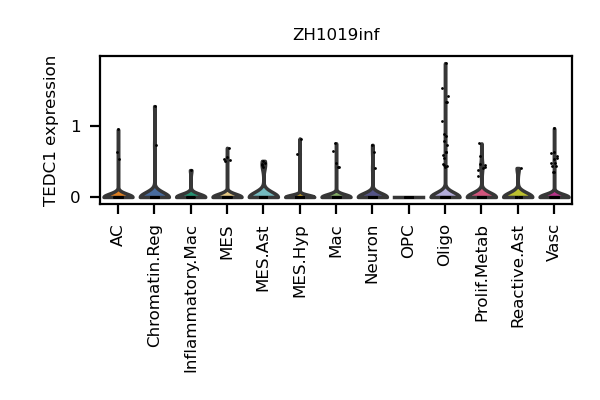 ZH1019inf
TEDC1 expression
1
0
AC
Chromatin.Reg
Inflammatory.Mac
MES
MES.Ast
MES.Hyp
Mac
Neuron
OPC
Oligo
Prolif.Metab
Reactive.Ast
Vasc